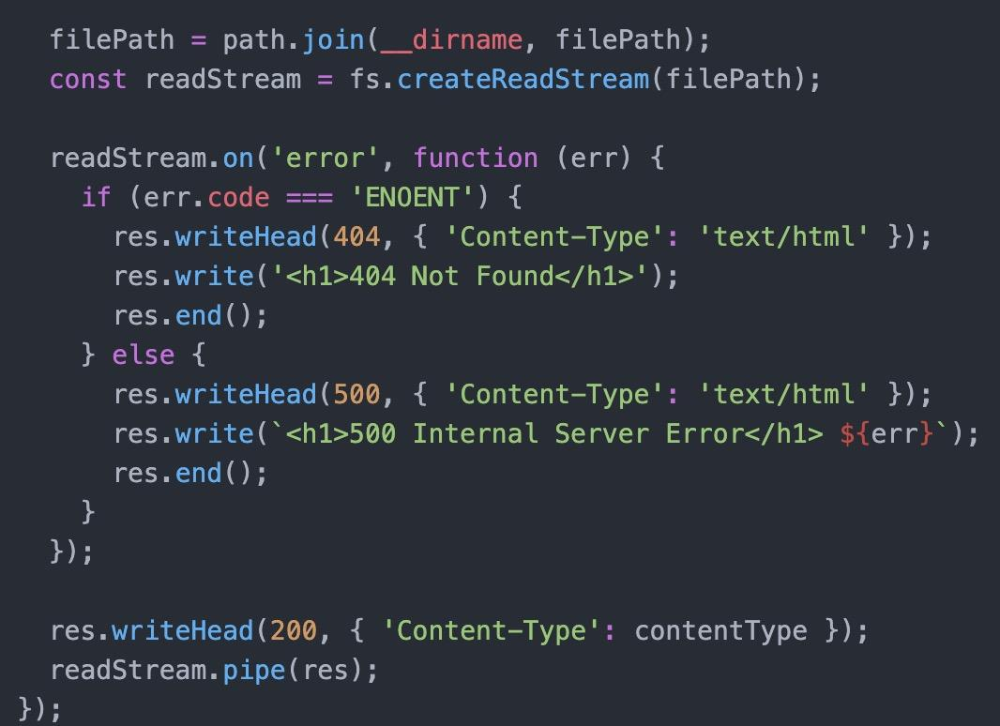 filePath = path.join(__dirname, filePath);
const readStream = fs.createReadStream(filePath);
readStream.on('error', function (err) {
if (err.code === 'ENOENT') {
res.writeHead(404, { 'Content-Type': 'text/html' });
res.write('<h1>404 Not Found</h1>');
res.end();
} else {
res.writeHead(500, { 'Content-Type': 'text/html' });
res.write(`<h1>500 Internal Server Error</h1> ${err}`);
res.end();
}
});
res.writeHead(200, { 'Content-Type': contentType });
readStream.pipe(res);
});